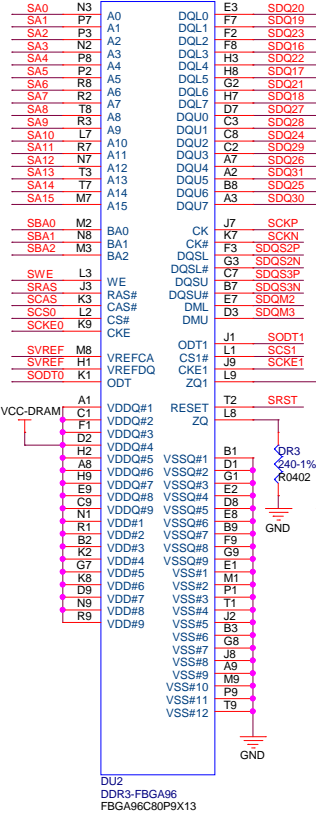 SA0 N3 A0 DQL0 E3 SDQ20
SA1 P7 A1 DQL1 F7 SDQ19
SA2 P3 A2 DQL2 F2 SDQ23
SA3 N2 A3 DQL3 F8 SDQ16
SA4 P8 A4 DQL4 H3 SDQ22
SA5 P2 A5 DQL5 H8 SDQ17
SA6 R8 A6 DQL6 G2 SDQ21
SA7 R2 A7 DQL7 H7 SDQ18
SA8 T8 A8 DQU0 D7 SDQ27
SA9 R3 A9 DQU1 C3 SDQ28
SA10 L7 A10 DQU2 C8 SDQ24
SA11 R7 A11 DQU3 C2 SDQ29
SA12 N7 A12 DQU4 A7 SDQ26
SA13 T3 A13 DQU5 A2 SDQ31
SA14 T7 A14 DQU6 B8 SDQ25
SA15 M7 A15 DQU7 A3 SDQ30
SBA0 M2 BA0 CK J7 SCKP
SBA1 N8 BA1 CK# K7 SCKN
SBA2 M3 BA2 DQSL F3 SDQS2P
DQSL# G3 SDQS2N
SWE L3 WE DQSU C7 SDQS3P
SRAS J3 RAS# DQSU# B7 SDQS3N
SCAS K3 CAS# DML E7 SDQM2
SCS0 L2 CS# DMU D3 SDQM3
SCKE0 K9 CKE
ODT1 J1 SODT1
SVREF M8 VREFCA CS1# L1 SCS1
SVREF H1 VREFDQ CKE1 J9 SCKE1
SODT0 K1 ODT ZQ1 L9
A1 VDDQ#1 RESET T2 SRST
VCC-DRAM C1 VDDQ#2 ZQ L8
F1 VDDQ#3
D2 VDDQ#4
H2 VDDQ#5 VSSQ#1 B1 DR3
A8 VDDQ#6 VSSQ#2 D1 240-1%
H9 VDDQ#7 VSSQ#3 G1 R0402
E9 VDDQ#8 VSSQ#4 E2
C9 VDDQ#9 VSSQ#5 D8
N1 VDD#1 VSSQ#6 E8
R1 VDD#2 VSSQ#7 B9 GND
B2 VDD#3 VSSQ#8 F9
K2 VDD#4 VSSQ#9 G9
G7 VDD#5 VSS#1 E1
K8 VDD#6 VSS#2 M1
D9 VDD#7 VSS#3 P1
N9 VDD#8 VSS#4 T1
R9 VDD#9 VSS#5 J2
VSS#6 B3
VSS#7 G8
VSS#8 J8
VSS#9 A9
VSS#10 M9
VSS#11 P9
VSS#12 T9
GND
DU2
DDR3-FBGA96
FBGA96C80P9X13